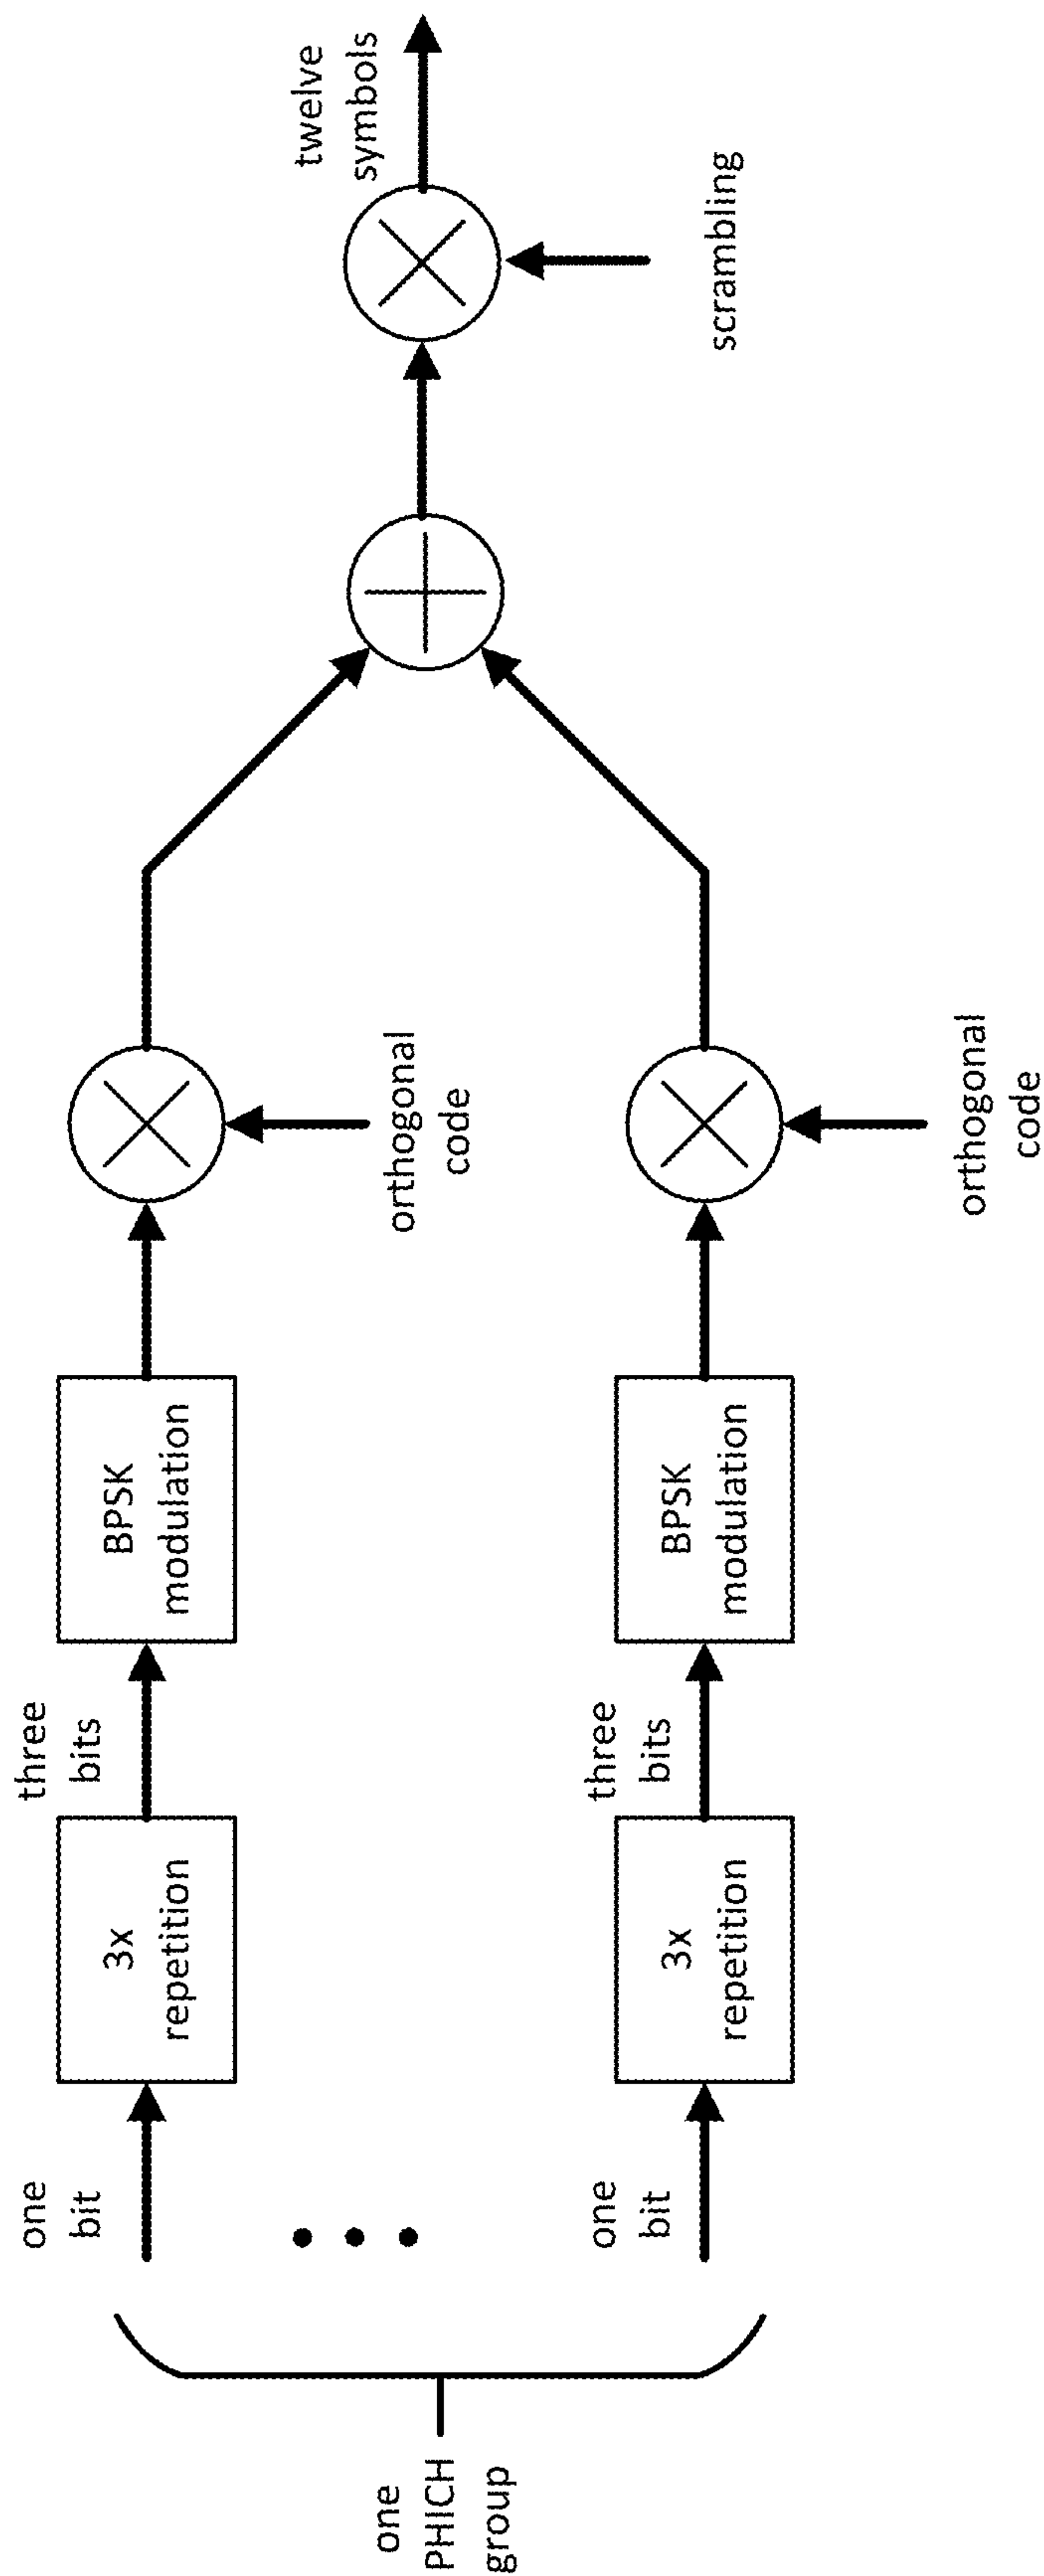 one
PHICH
group
one
bit
3x
repetition
three
bits
BPSK
modulation
orthogonal
code
one
bit
3x
repetition
three
bits
BPSK
modulation
orthogonal
code
twelve
symbols
scrambling